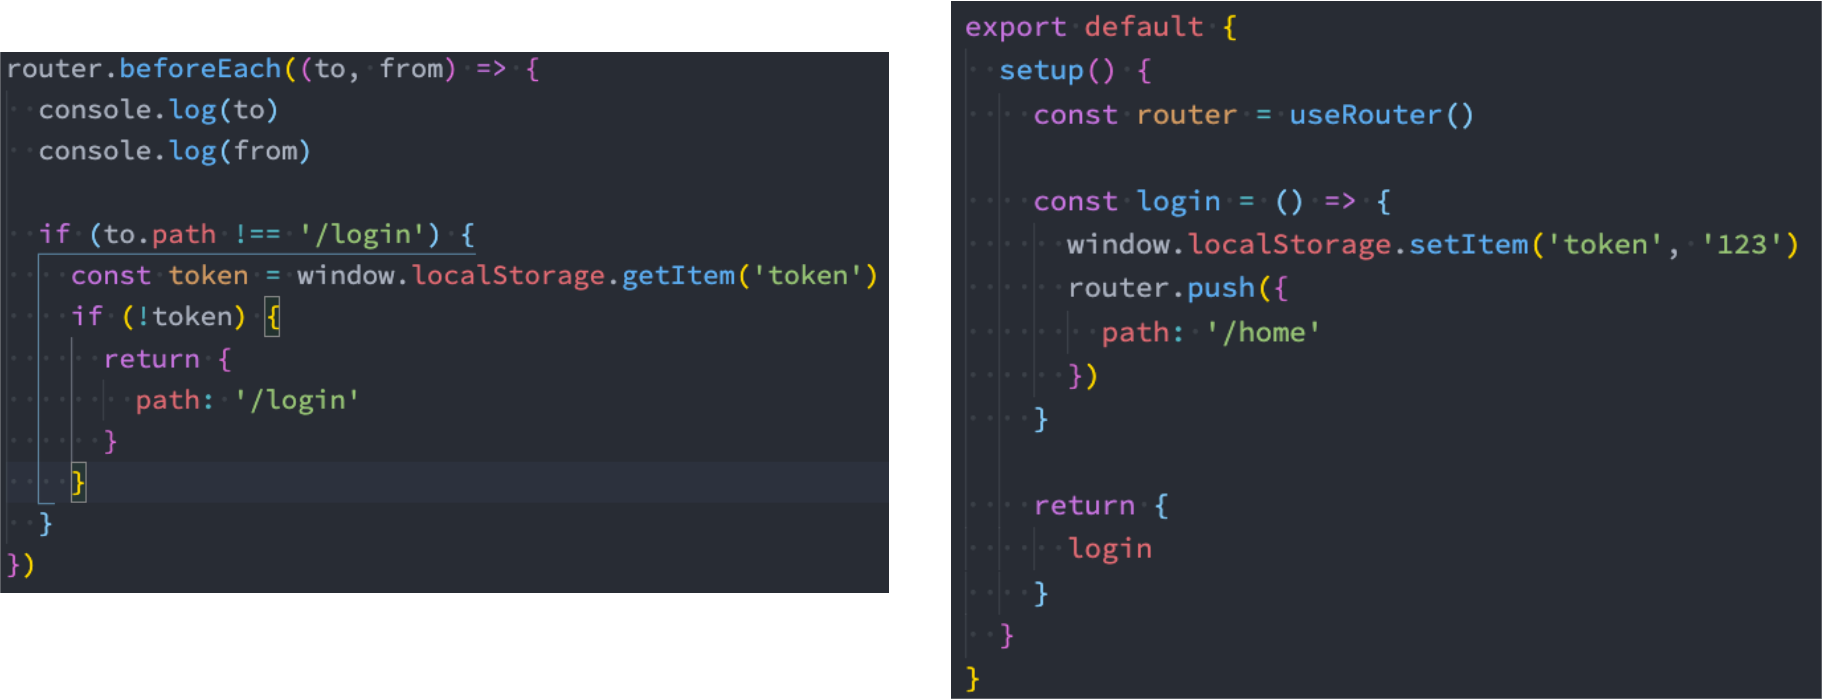 router.beforeEach((to, from) => {
  console.log(to)
  console.log(from)

  if (to.path !== '/login') {
    const token = window.localStorage.getItem('token')
    if (!token) {
      return {
        path: '/login'
      }
    }
  }
})
export default {
  setup() {
    const router = useRouter()

    const login = () => {
      window.localStorage.setItem('token', '123')
      router.push({
        path: '/home'
      })
    }

    return {
      login
    }
  }
}